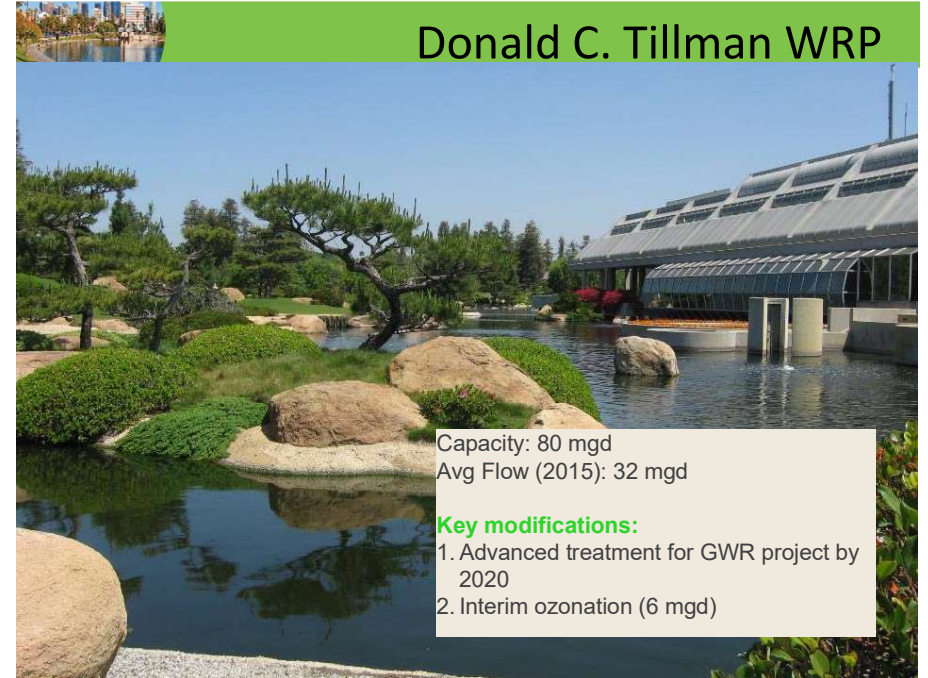 Donald C. Tillman WRP
Capacity: 80 mgd
Avg Flow (2015): 32 mgd
Key modifications:
1. Advanced treatment for GWR project by
2020
2. Interim ozonation (6 mgd)